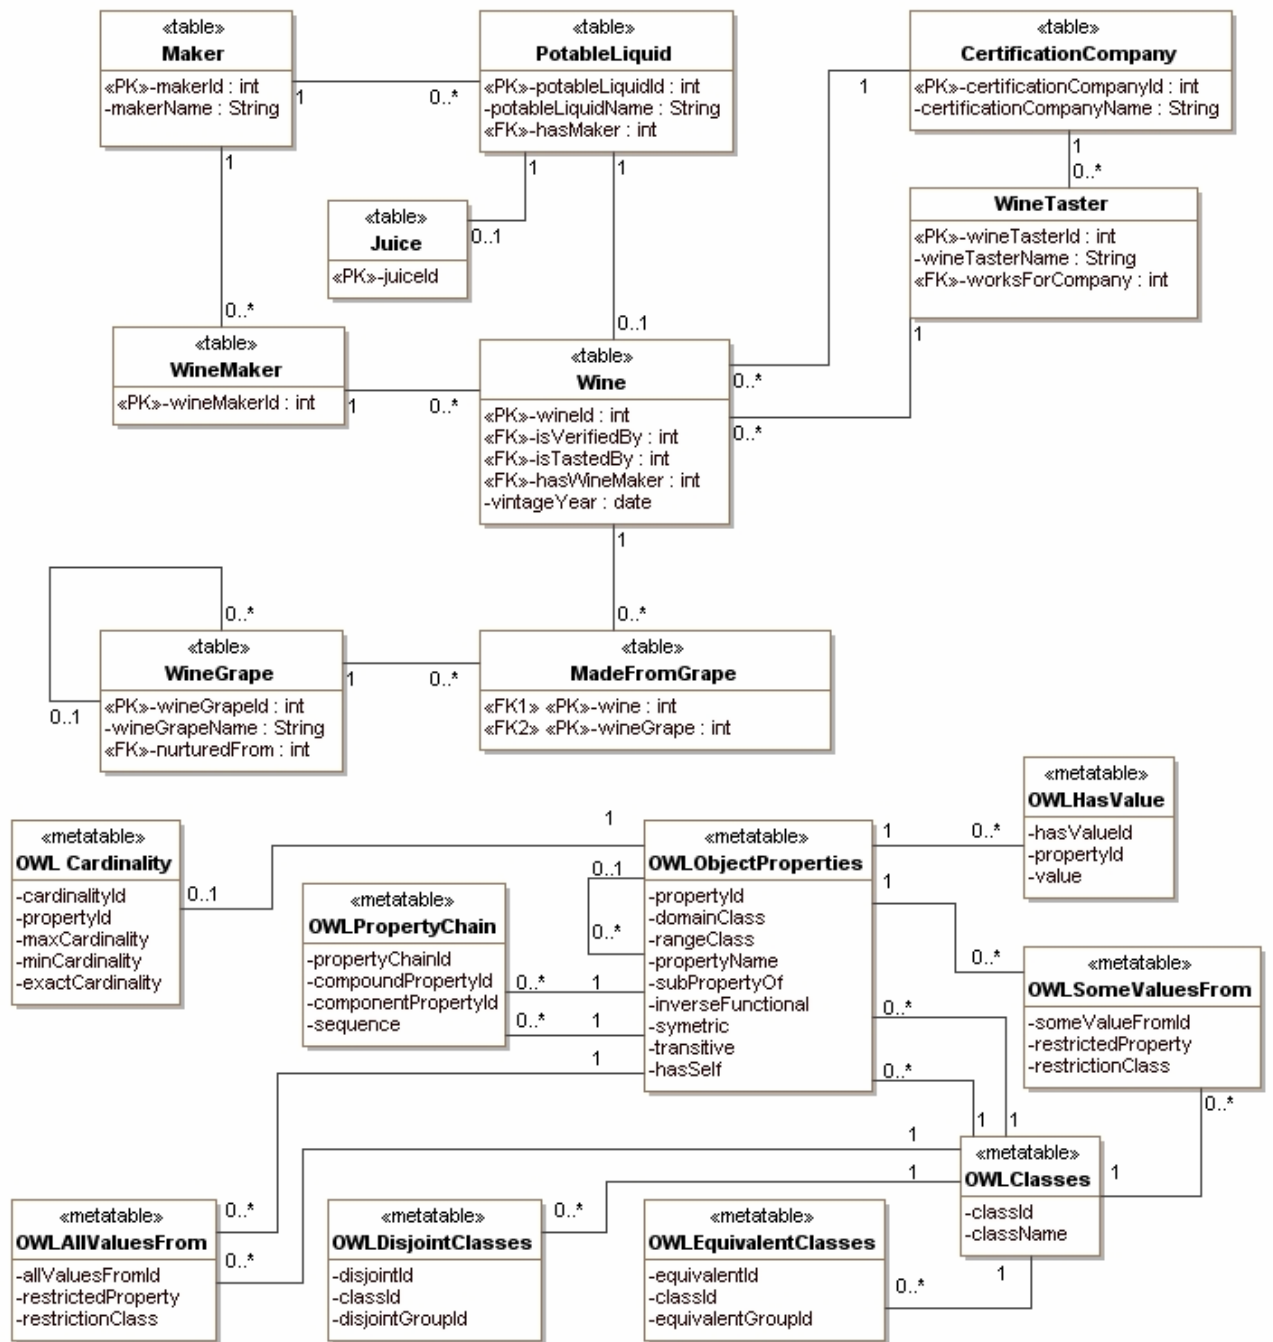 «table»
Maker
«PK»-makerId : int
-makerName : String
1
0..*
1
«table»
PotableLiquid
«PK»-potableLiquidId : int
-potableLiquidName : String
«FK»-hasMaker : int
1
1
«table»
CertificationCompany
«PK»-certificationCompanyId : int
-certificationCompanyName : String
1
1
0..*
«table»
Juice
«PK»-juiceId
0..1
WineTaster
«PK»-wineTasterId : int
-wineTasterName : String
«FK»-worksForCompany : int
1
0..*
0..1
«table»
WineMaker
«PK»-wineMakerId : int
1
0..*
«table»
Wine
«PK»-wineId : int
«FK»-isVerifiedBy : int
«FK»-isTastedBy : int
«FK»-hasWineMaker : int
-vintageYear : date
0..*
0..*
1
0..*
0..*
«table»
WineGrape
«PK»-wineGrapeId : int
-wineGrapeName : String
«FK»-nurturedFrom : int
0..1
1
0..*
«table»
MadeFromGrape
«FK1» «PK»-wine : int
«FK2» «PK»-wineGrape : int
«metatable»
OWLHasValue
-hasValueId
-propertyId
-value
«metatable»
OWL Cardinality
-cardinalityId
-propertyId
-maxCardinality
-minCardinality
-exactCardinality
0..1
1
«metatable»
OWLPropertyChain
-propertyChainId
-compoundPropertyId
-componentPropertyId
-sequence
0..*
1
0..*
1
1
«metatable»
OWLObjectProperties
-propertyId
-domainClass
-rangeClass
-propertyName
-subPropertyOf
-inverseFunctional
-symetric
-transitive
-hasSelf
0..1
0..*
1
0..*
1
0..*
0..*
0..*
«metatable»
OWLSomeValuesFrom
-someValueFromId
-restrictedProperty
-restrictionClass
0..*
1
1
1
1
1
«metatable»
OWLClasses
-classId
-className
1
«metatable»
OWLAllValuesFrom
-allValuesFromId
-restrictedProperty
-restrictionClass
0..*
0..*
«metatable»
OWLDisjointClasses
-disjointId
-classId
-disjointGroupId
0..*
«metatable»
OWLEquivalentClasses
-equivalentId
-classId
-equivalentGroupId
0..*